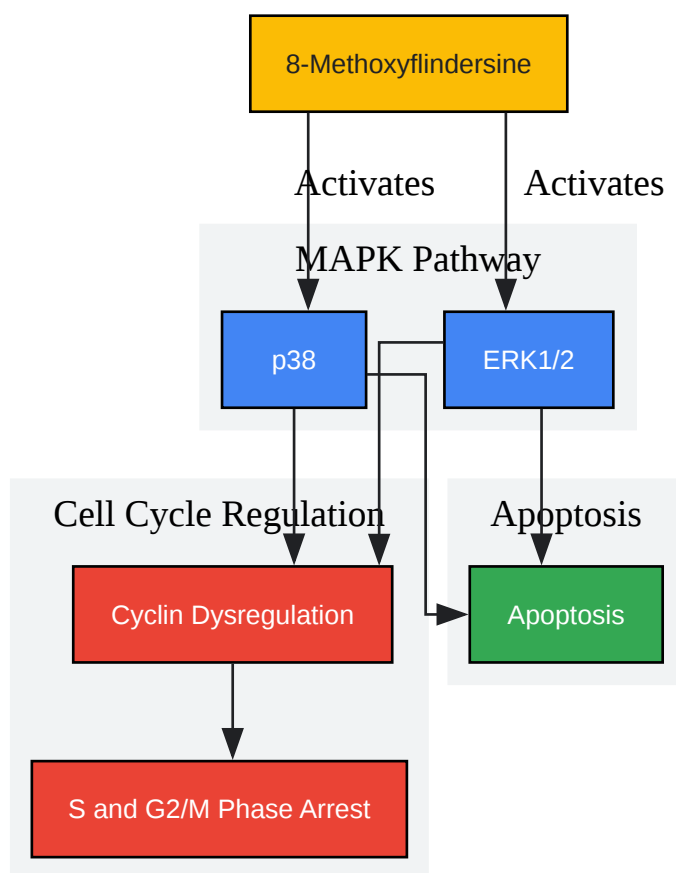 8-Methoxyflindersine
Activates
Activates
MAPK Pathway
p38
ERK1/2
Cell Cycle Regulation
Apoptosis
Cyclin Dysregulation
Apoptosis
S and G2/M Phase Arrest